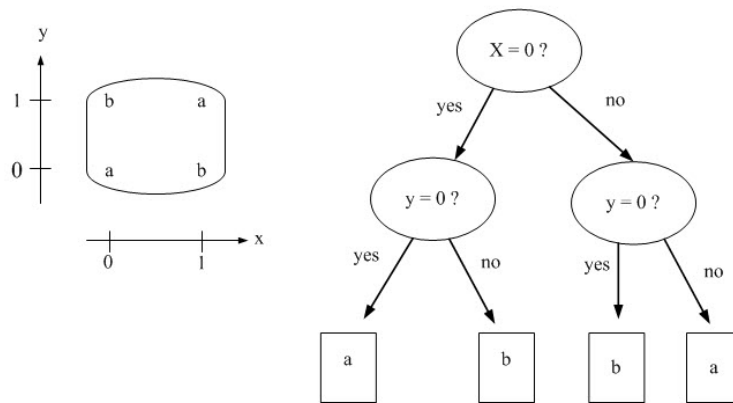 y
1
0
b a
a b
x
0 1
X = 0 ?
yes no
y = 0 ? y = 0 ?
yes no yes no
a b b a